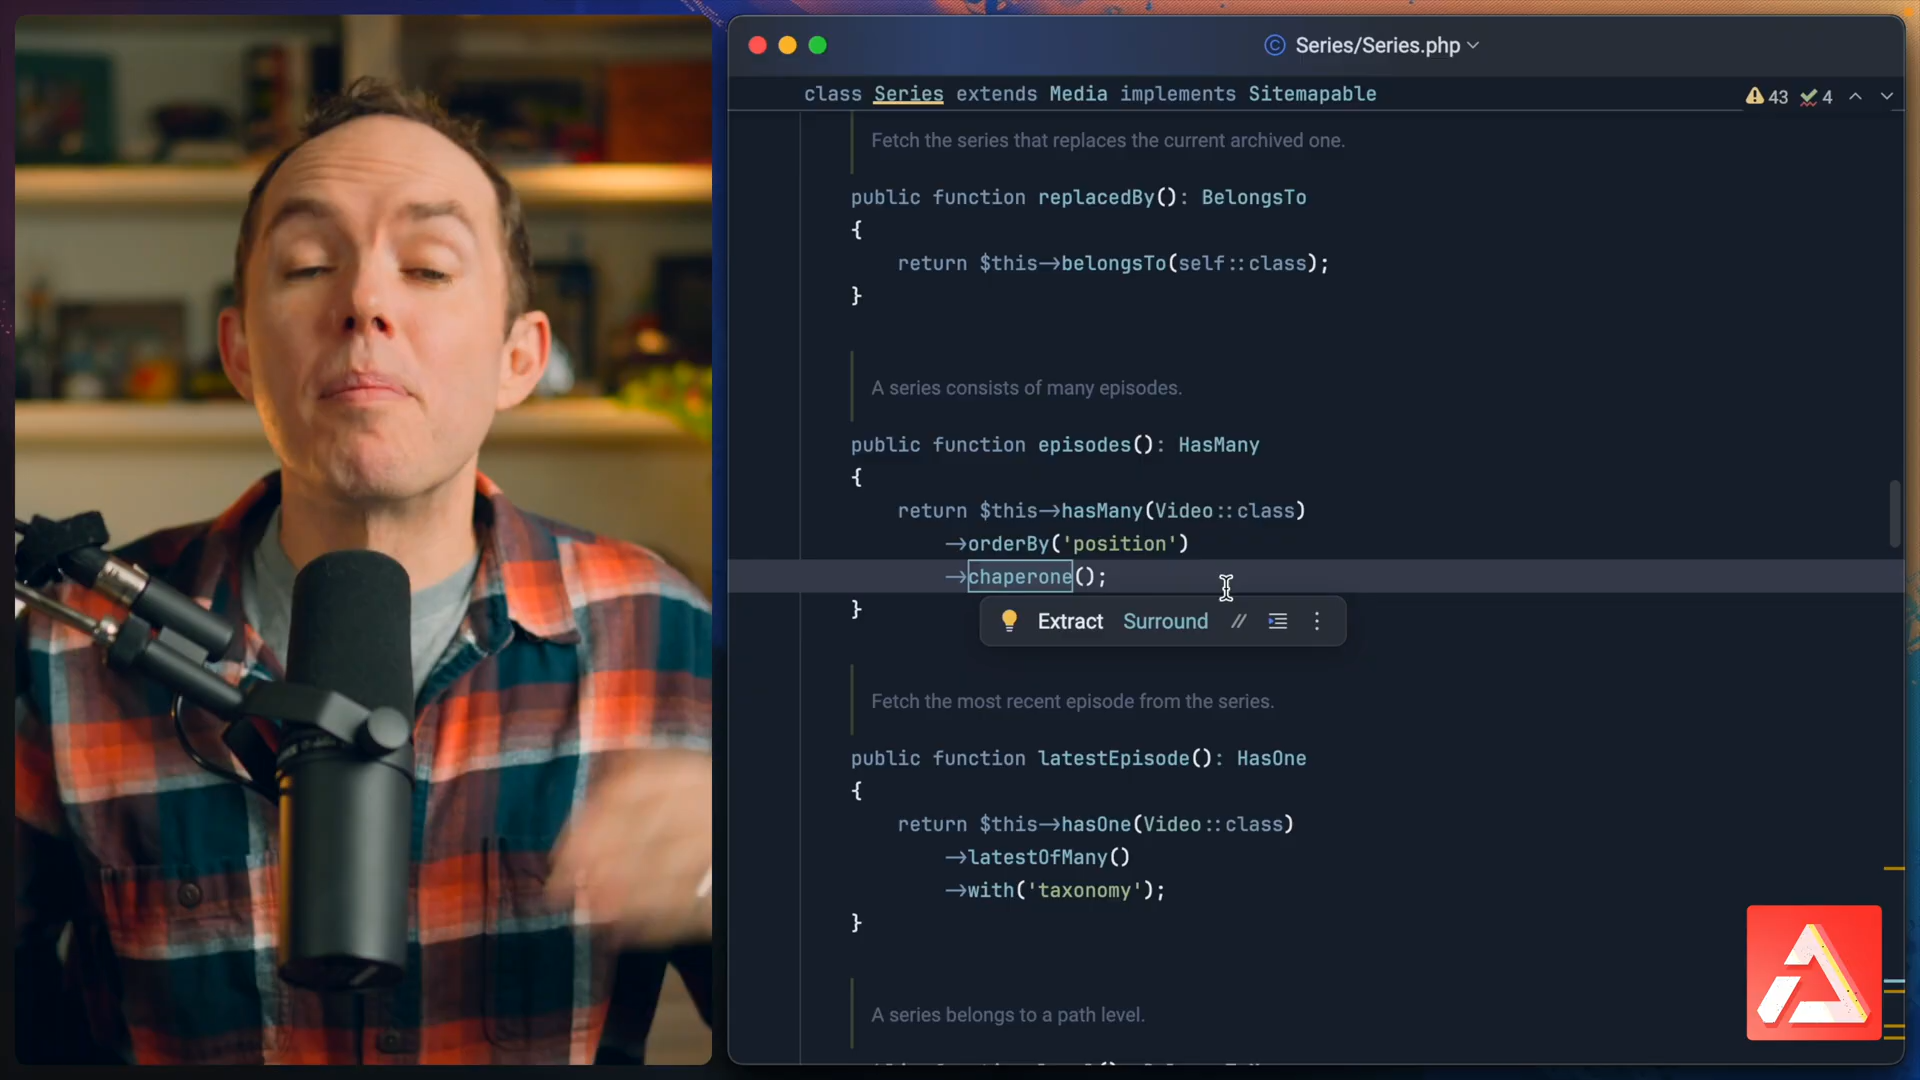 Series/Series.php
class Series extends Media implements Sitemapable
43 4
Fetch the series that replaces the current archived one.
public function replacedBy(): BelongsTo
{
return $this->belongsTo(self::class);
}
A series consists of many episodes.
public function episodes(): HasMany
{
return $this->hasMany(Video::class)
->orderBy('position')
->chaperone();
}
Extract Surround //
Fetch the most recent episode from the series.
public function latestEpisode(): HasOne
{
return $this->hasOne(Video::class)
->latestOfMany()
->with('taxonomy');
}
A series belongs to a path level.